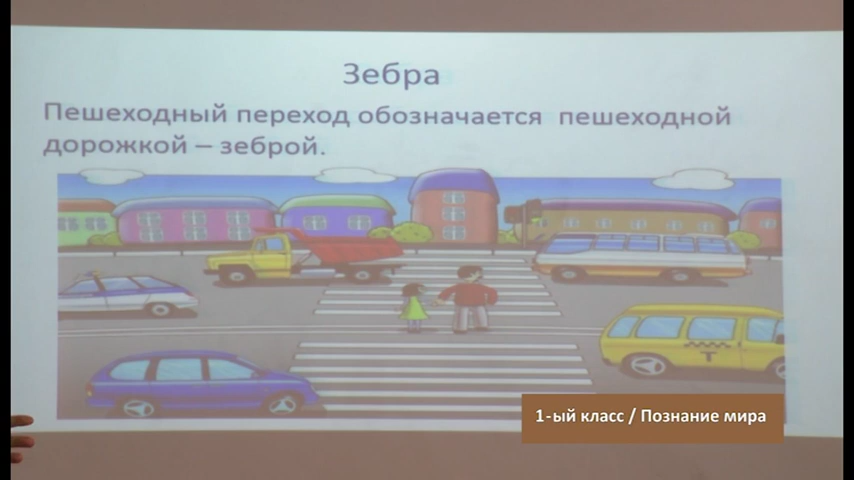 Зебра
Пешеходный переход обозначается пешеходной
дорожкой – зеброй.
Т
1-ый класс / Познание мира